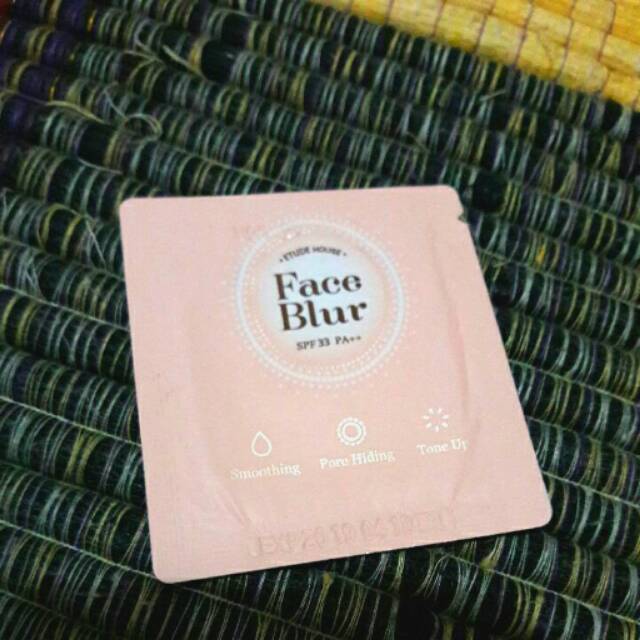 ETUDE HOUSE
Face
Blur
SPF 33 PA++
Smoothing
Pore Hiding
Tone Up